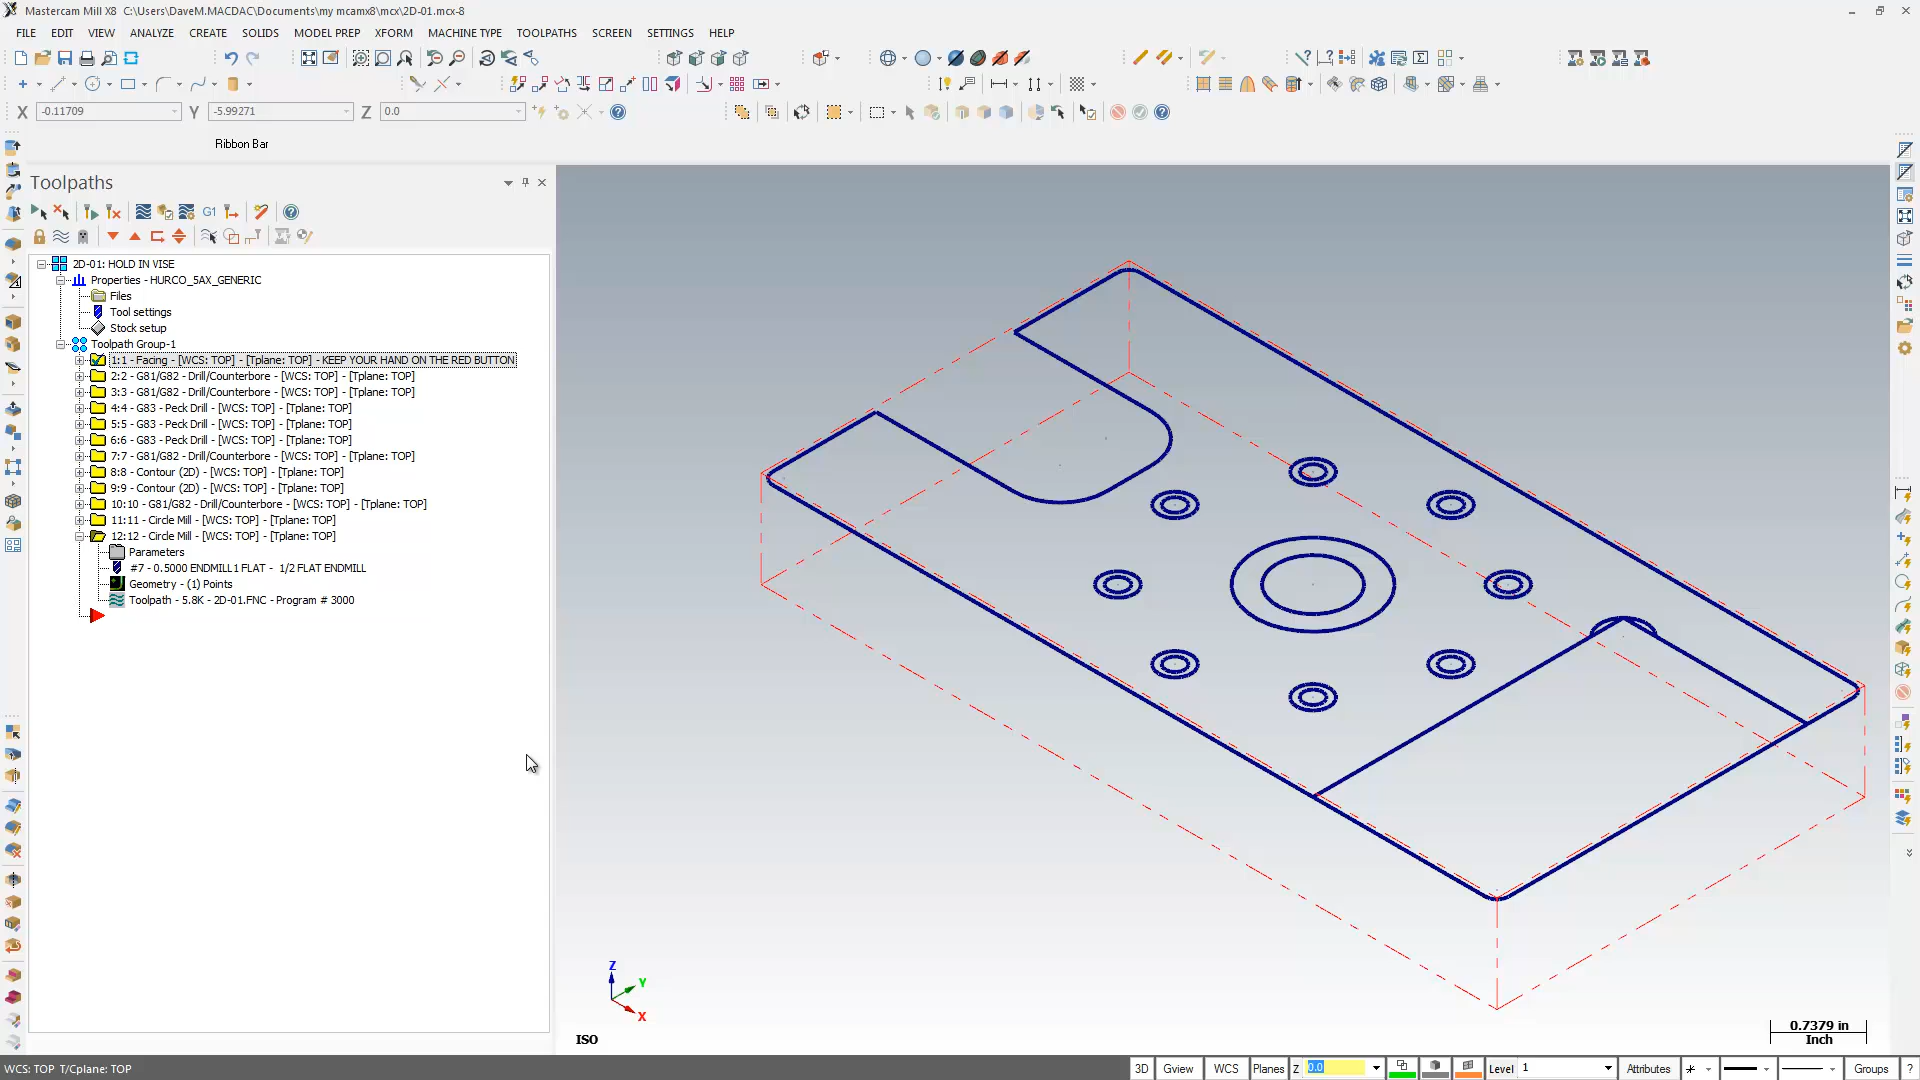 Mastercam Mill X8 C:\Users\DaveM.MACDAC\Documents\my mcamx8\mcx\2D-01.mcx-8
FILE EDIT VIEW ANALYZE CREATE SOLIDS MODEL PREP XFORM MACHINE TYPE TOOLPATHS SCREEN SETTINGS HELP
X -0.11709 Y -5.99271 Z 0.0
Ribbon Bar
Toolpaths
G1
2D-01: HOLD IN VISE
Properties - HURCO_5AX_GENERIC
Files
Tool settings
Stock setup
Toolpath Group-1
1:1 - Facing - [WCS: TOP] - [Tplane: TOP] - KEEP YOUR HAND ON THE RED BUTTON
2:2 - G81/G82 - Drill/Counterbore - [WCS: TOP] - [Tplane: TOP]
3:3 - G81/G82 - Drill/Counterbore - [WCS: TOP] - [Tplane: TOP]
4:4 - G83 - Peck Drill - [WCS: TOP] - [Tplane: TOP]
5:5 - G83 - Peck Drill - [WCS: TOP] - [Tplane: TOP]
6:6 - G83 - Peck Drill - [WCS: TOP] - [Tplane: TOP]
7:7 - G81/G82 - Drill/Counterbore - [WCS: TOP] - [Tplane: TOP]
8:8 - Contour (2D) - [WCS: TOP] - [Tplane: TOP]
9:9 - Contour (2D) - [WCS: TOP] - [Tplane: TOP]
10:10 - G81/G82 - Drill/Counterbore - [WCS: TOP] - [Tplane: TOP]
11:11 - Circle Mill - [WCS: TOP] - [Tplane: TOP]
12:12 - Circle Mill - [WCS: TOP] - [Tplane: TOP]
Parameters
#7 - 0.5000 ENDMILL1 FLAT - 1/2 FLAT ENDMILL
Geometry - (1) Points
Toolpath - 5.8K - 2D-01.FNC - Program # 3000
Z
Y
X
ISO
0.7379 in
Inch
WCS: TOP T/Cplane: TOP
3D Gview WCS Planes Z 0.0 Level 1 Attributes Groups ?